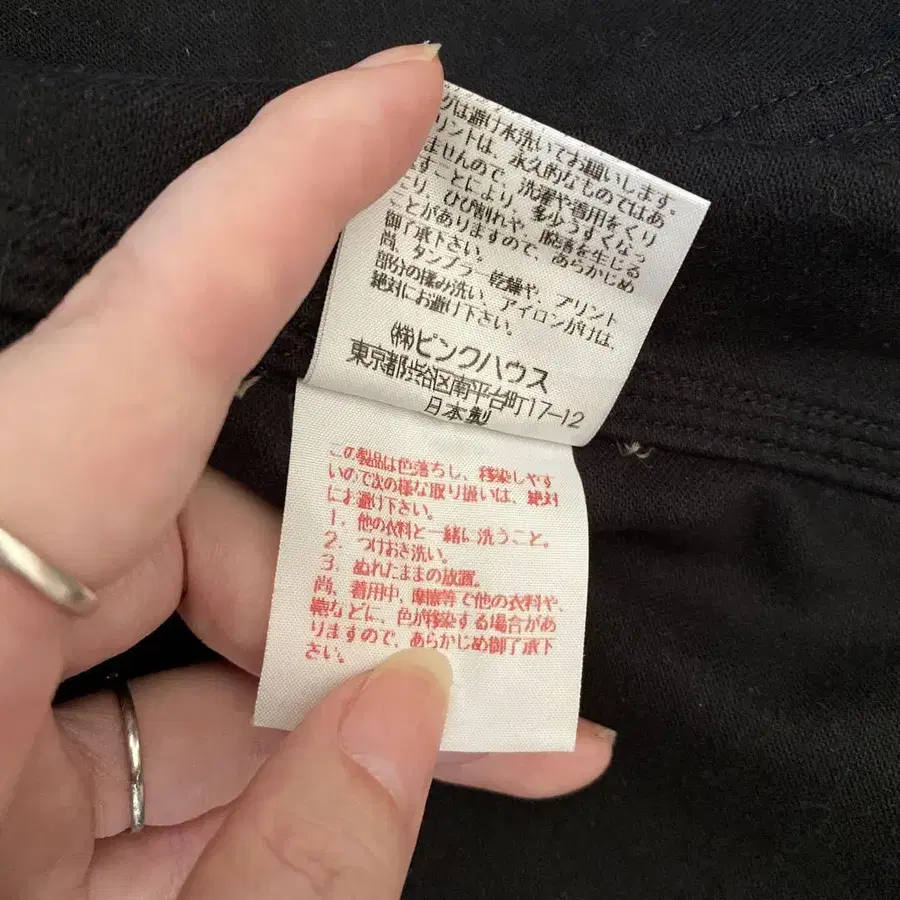 グは避け水洗いでお願いします。
プリントは、永久的なものではあ
ませんので、洗濯や着用をくり
すことにより、多少うすくなっ
たり、ひび割れや、脱落を生じる
ことがありますので、あらかじめ
御了承下さい。
尚、タンブラー乾燥や、プリント
部分の揉み洗い、アイロンがけは、
絶対にお避け下さい。
㈱ピンクハウス
東京都渋谷区南平台町17-12
日本製
この製品は色落ちし、移染しやす
いので次の様な取り扱いは、絶対
にお避け下さい。
1. 他の衣料と一緒に洗うこと。
2. つけおき洗い。
3. ぬれたままの放置。
尚、着用中、摩擦等で他の衣料や、
鞄などに、色が移染する場合があ
りますので、あらかじめ御了承下
さい。